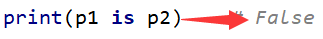 print(p1 is p2) # False